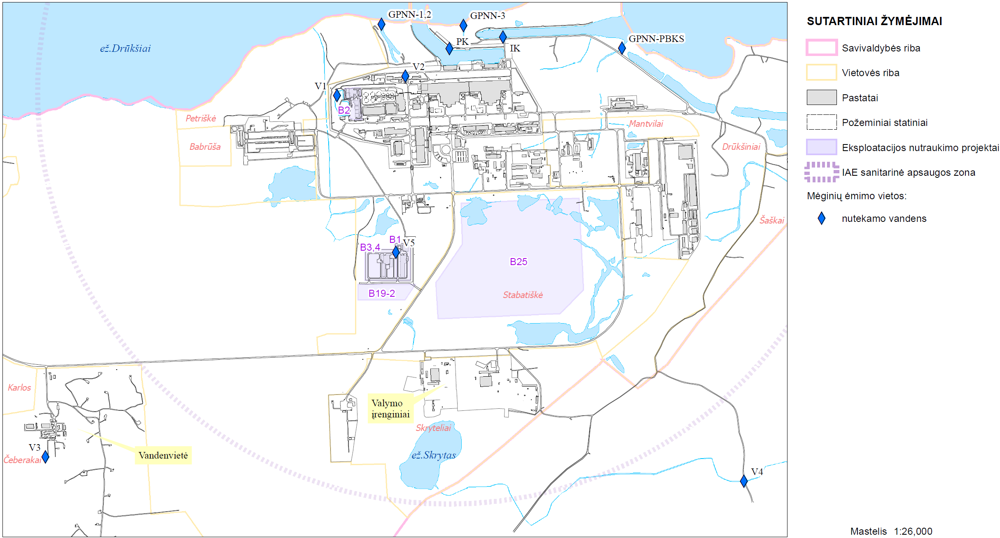 GPNN-1,2
GPNN-3
SUTARTINIAI ŽYMĖJIMAI
ež.Drūkšiai
PK
IK
GPNN-PBKS
Savivaldybės riba
V2
Vietovės riba
V1
Pastatai
B2
Petriškė
Mantvilai
Požeminiai statiniai
Babrūša
Drūkšiniai
Eksploatacijos nutraukimo projektai
IAE sanitarinė apsaugos zona
Mėginių ėmimo vietos:
nutekamo vandens
Šaškai
B1
V5
B3,4
B25
B19-2
Stabatiškė
Karlos
Valymo
įrenginiai
Skryteliai
V3
Čeberakai
Vandenvietė
ež.Skrytas
V4
Mastelis 1:26,000